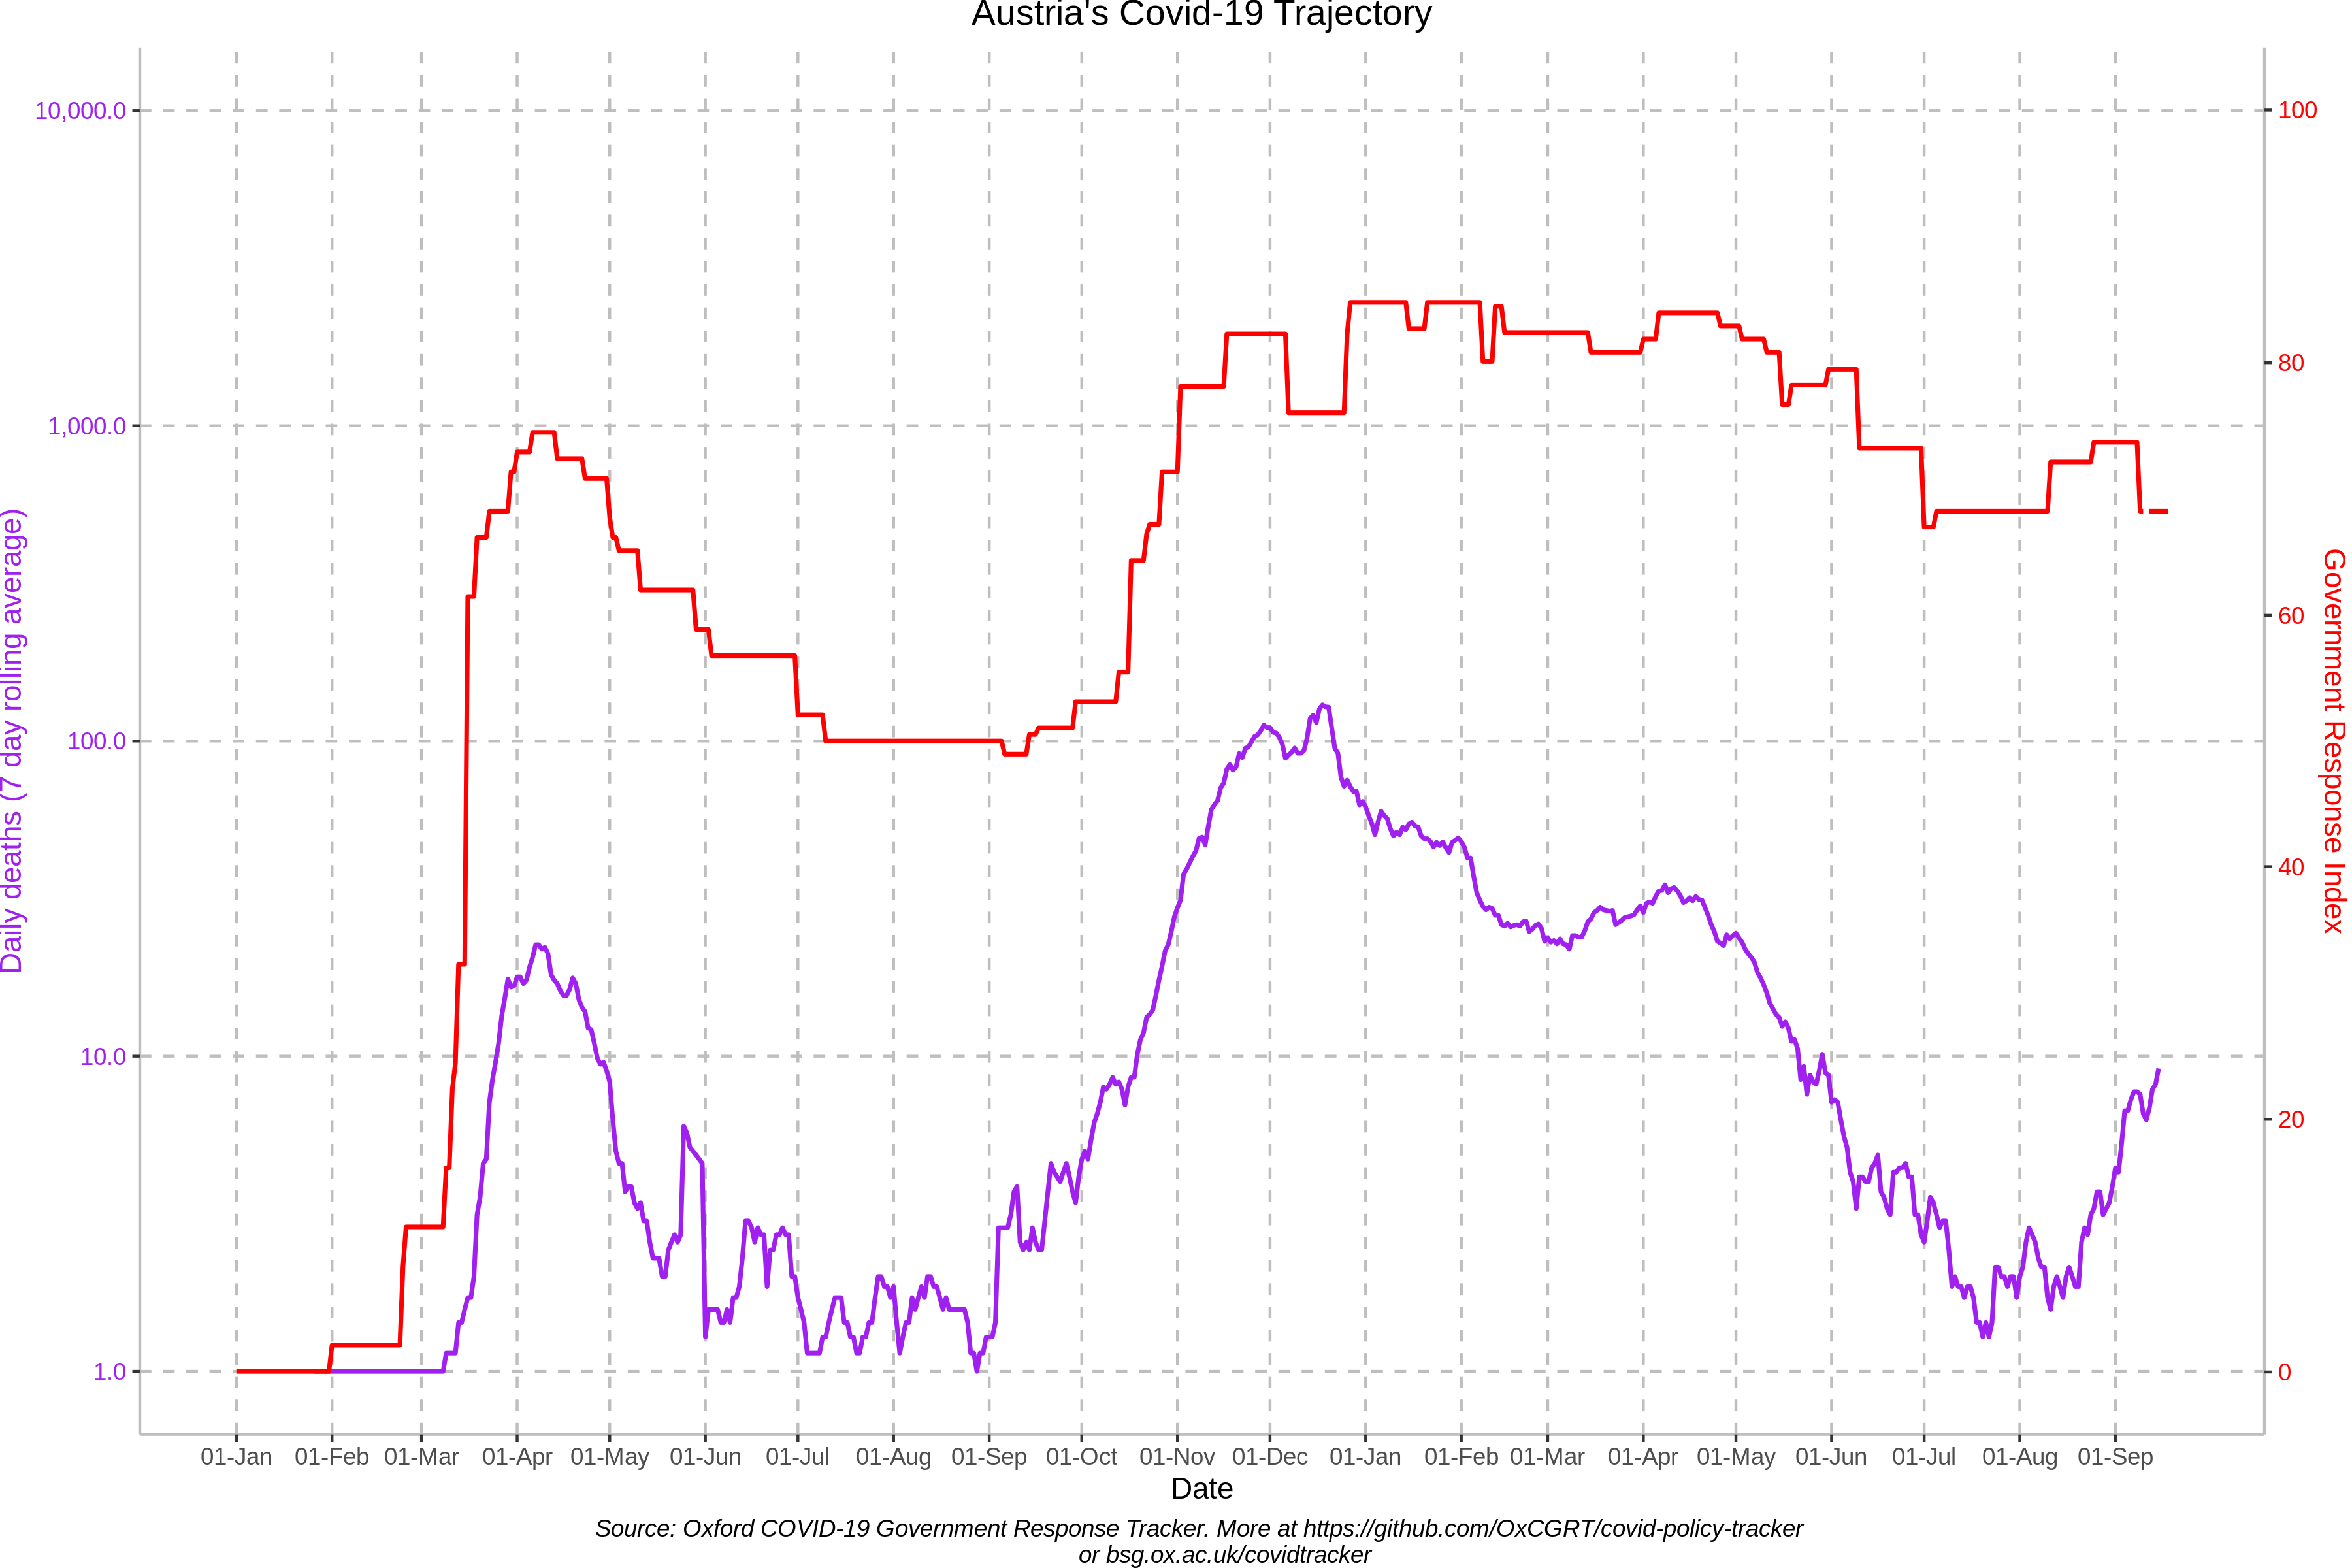 Austria's Covid-19 Trajectory
10,000.0
1,000.0
100.0
10.0
1.0
Daily deaths (7 day rolling average)
100
80
60
40
20
0
Government Response Index
01-Jan 01-Feb 01-Mar 01-Apr 01-May 01-Jun 01-Jul 01-Aug 01-Sep 01-Oct 01-Nov 01-Dec 01-Jan 01-Feb 01-Mar 01-Apr 01-May 01-Jun 01-Jul 01-Aug 01-Sep
Date
Source: Oxford COVID-19 Government Response Tracker. More at https://github.com/OxCGRT/covid-policy-tracker
or bsg.ox.ac.uk/covidtracker